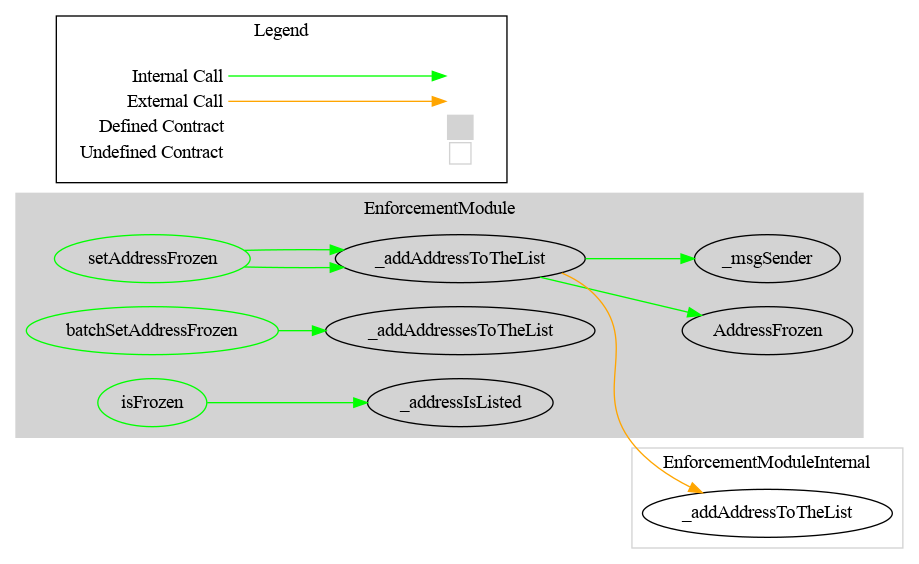 Legend
Internal Call
External Call
Defined Contract
Undefined Contract
EnforcementModule
setAddressFrozen
_addAddressToTheList
_msgSender
batchSetAddressFrozen
_addAddressesToTheList
AddressFrozen
isFrozen
_addressIsListed
EnforcementModuleInternal
_addAddressToTheList